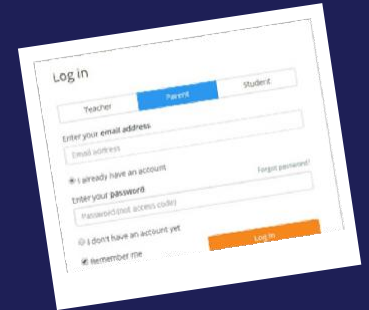 Log in
Teacher Parent Student
Enter your email address
Email address
I already have an account
Forgot password?
Enter your password
Password (not access code)
I don't have an account yet
Log in
Remember me